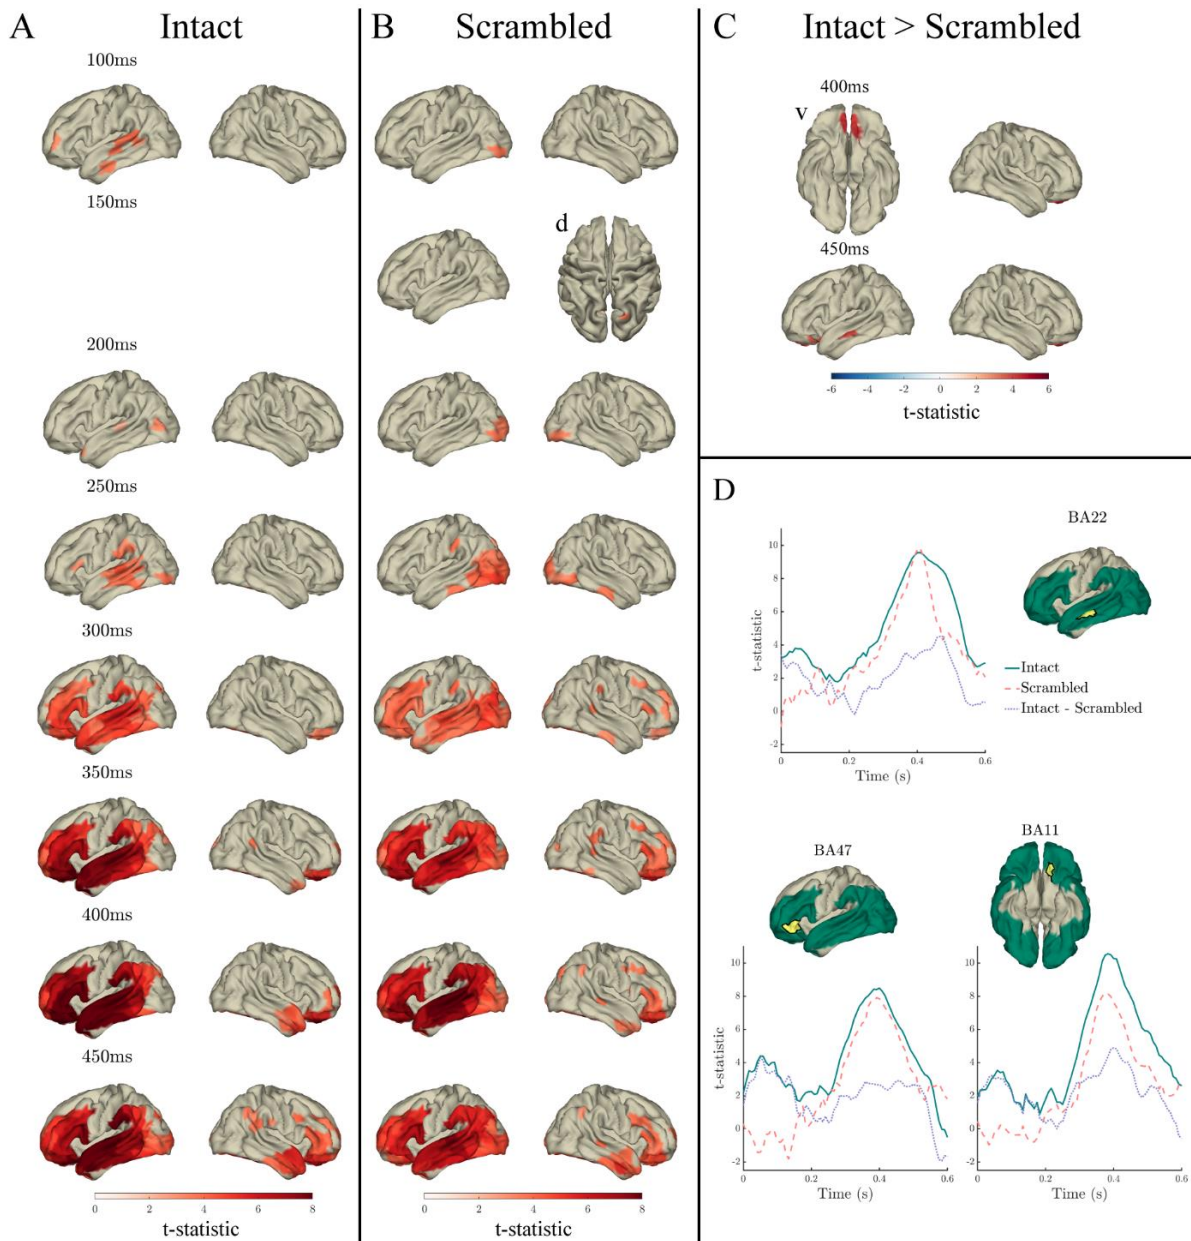 A Intact
100ms
150ms
200ms
250ms
300ms
350ms
400ms
450ms
0 2 4 6 8
t-statistic
B Scrambled
d
0 2 4 6 8
t-statistic
C Intact > Scrambled
400ms
v
450ms
-6 -4 -2 0 2 4 6
t-statistic
D
BA22
10
8
6
4
2
0
-2
t-statistic
0 0.2 0.4 0.6
Time (s)
Intact
Scrambled
Intact - Scrambled
BA47
10
8
6
4
2
0
-2
t-statistic
0 0.2 0.4 0.6
Time (s)
BA11
10
8
6
4
2
0
-2
t-statistic
0 0.2 0.4 0.6
Time (s)